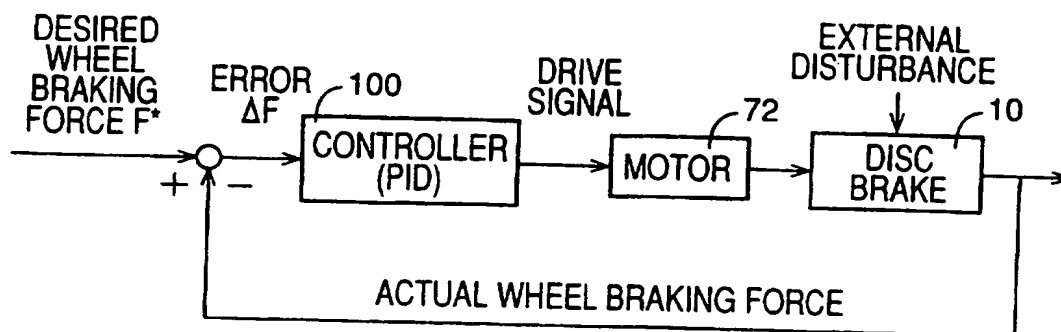 DESIRED
WHEEL
BRAKING
FORCE F*
ERROR
ΔF
100
CONTROLLER
(PID)
DRIVE
SIGNAL
72
MOTOR
EXTERNAL
DISTURBANCE
10
DISC
BRAKE
+ −
ACTUAL WHEEL BRAKING FORCE